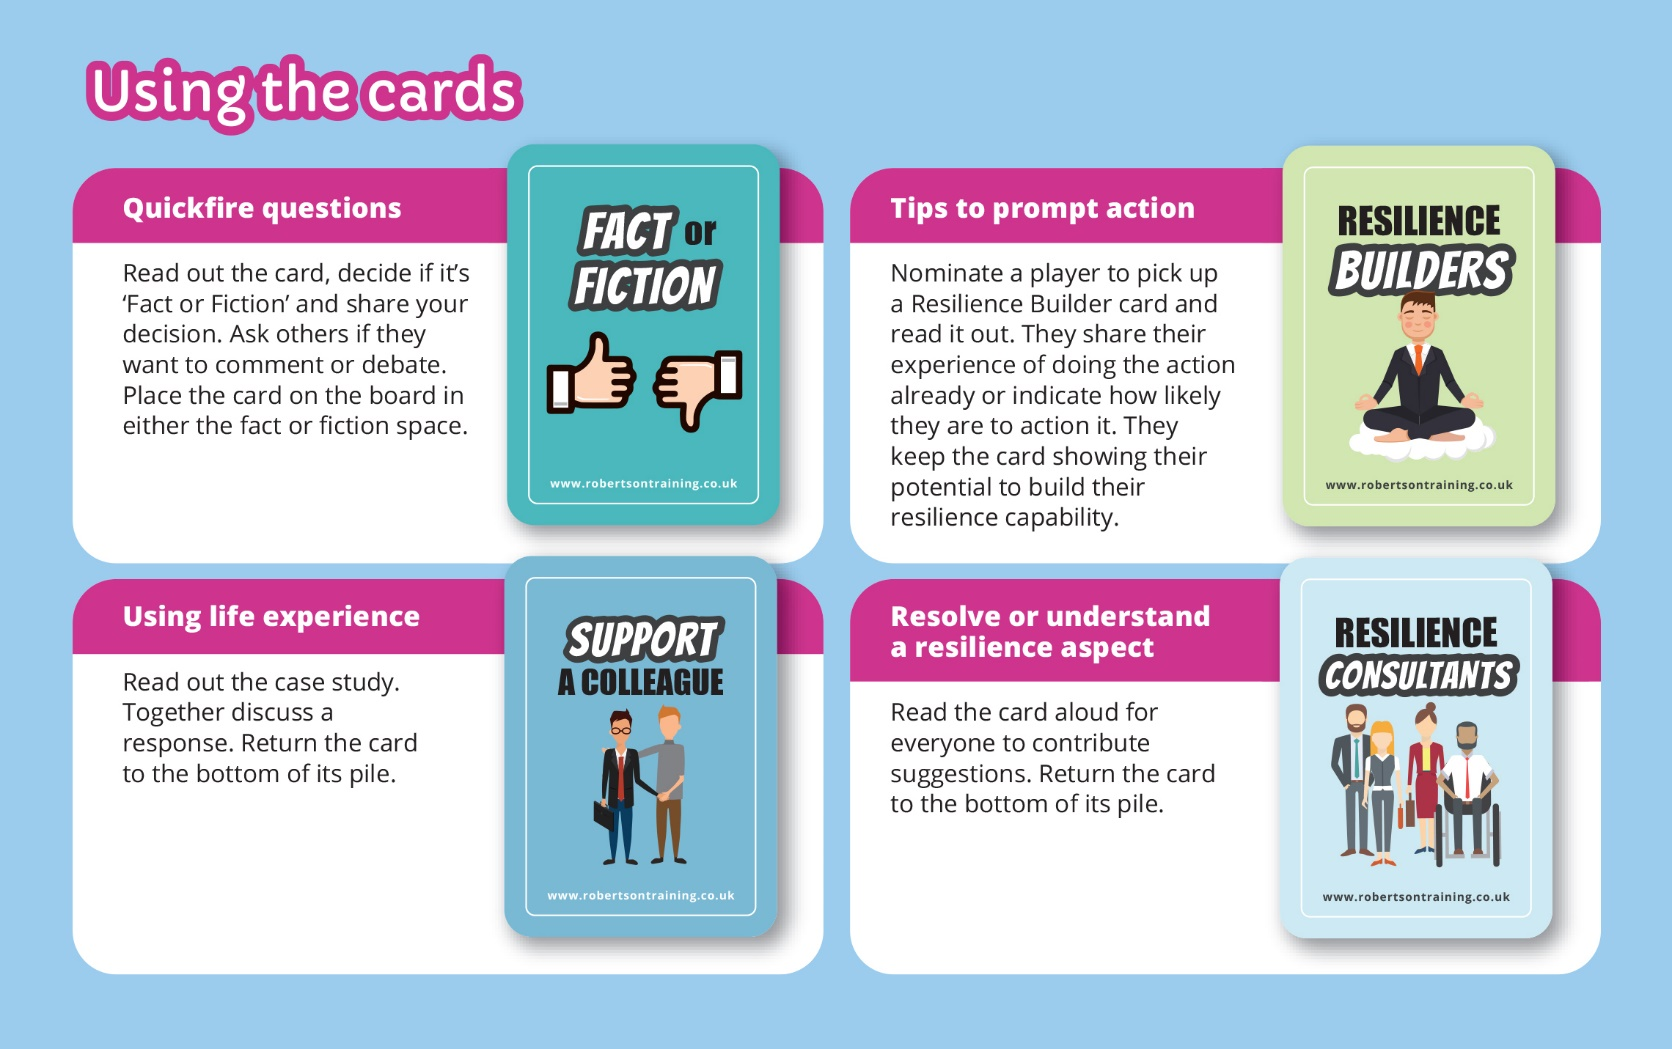 Using the cards
Quickfire questions
Read out the card, decide if it’s
‘Fact or Fiction’ and share your
decision. Ask others if they
want to comment or debate.
Place the card on the board in
either the fact or fiction space.
FACT or
FICTION
www.robertsontraining.co.uk
Tips to prompt action
Nominate a player to pick up
a Resilience Builder card and
read it out. They share their
experience of doing the action
already or indicate how likely
they are to action it. They
keep the card showing their
potential to build their
resilience capability.
RESILIENCE
BUILDERS
www.robertsontraining.co.uk
Using life experience
Read out the case study.
Together discuss a
response. Return the card
to the bottom of its pile.
SUPPORT
A COLLEAGUE
www.robertsontraining.co.uk
Resolve or understand
a resilience aspect
Read the card aloud for
everyone to contribute
suggestions. Return the card
to the bottom of its pile.
RESILIENCE
CONSULTANTS
www.robertsontraining.co.uk